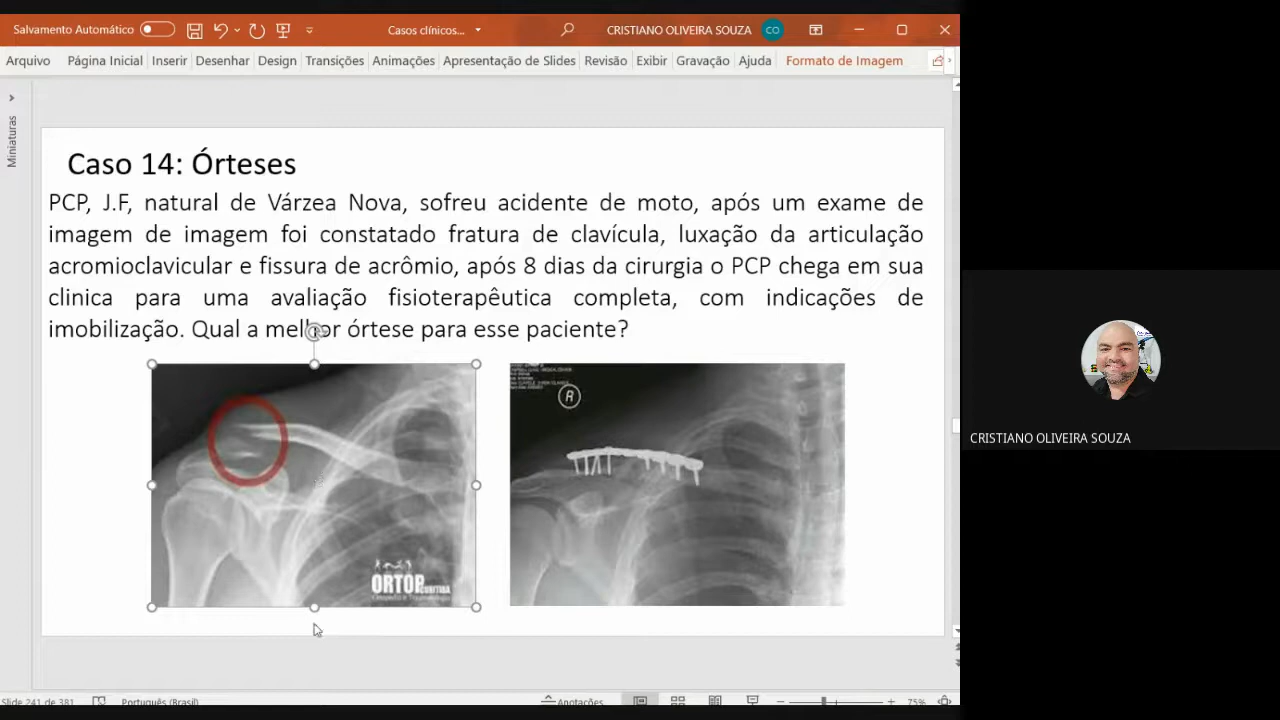 Salvamento Automático
Casos clínicos...
CRISTIANO OLIVEIRA SOUZA
CO
Arquivo Página Inicial Inserir Desenhar Design Transições Animações Apresentação de Slides Revisão Exibir Gravação Ajuda Formato de Imagem
Miniaturas
Caso 14: Órteses
PCP, J.F, natural de Várzea Nova, sofreu acidente de moto, após um exame de
imagem de imagem foi constatado fratura de clavícula, luxação da articulação
acromioclavicular e fissura de acrômio, após 8 dias da cirurgia o PCP chega em sua
clinica para uma avaliação fisioterapêutica completa, com indicações de
imobilização. Qual a melhor órtese para esse paciente?
R
ORTOP
CURITIBA
Ortopedia e Traumatologia
CRISTIANO OLIVEIRA SOUZA
Slide 241 de 381
Português (Brasil)
Anotações
75%